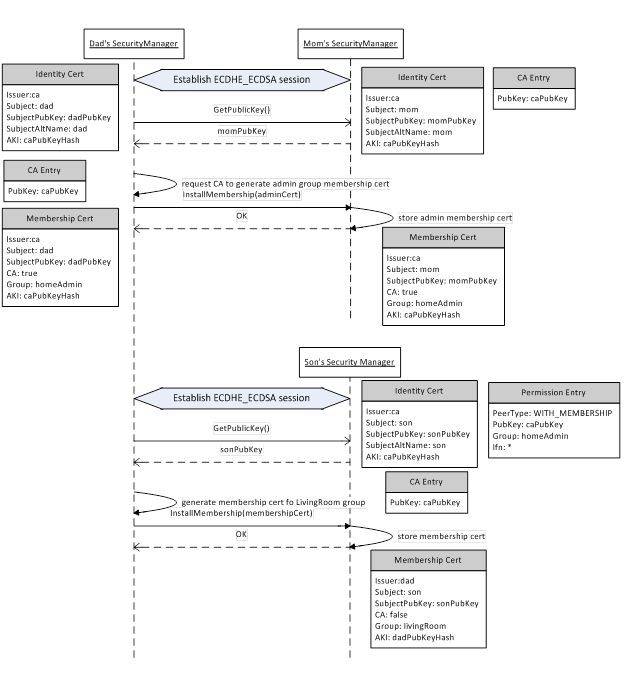 Dad's SecurityManager
Mom's SecurityManager
Identity Cert
Issuer:ca
Subject: dad
SubjectPubKey: dadPubKey
SubjectAltName: dad
AKI: caPubKeyHash
Establish ECDHE_ECDSA session
Identity Cert
Issuer:ca
Subject: mom
SubjectPubKey: momPubKey
SubjectAltName: mom
AKI: caPubKeyHash
CA Entry
PubKey: caPubKey
GetPublicKey()
momPubKey
CA Entry
PubKey: caPubKey
request CA to generate admin group membership cert
InstallMembership(adminCert)
OK
store admin membership cert
Membership Cert
Issuer:ca
Subject: dad
SubjectPubKey: dadPubKey
CA: true
Group: homeAdmin
AKI: caPubKeyHash
Membership Cert
Issuer:ca
Subject: mom
SubjectPubKey: momPubKey
CA: true
Group: homeAdmin
AKI: caPubKeyHash
Son's Security Manager
Establish ECDHE_ECDSA session
Identity Cert
Issuer:ca
Subject: son
SubjectPubKey: sonPubKey
SubjectAltName: son
AKI: caPubKeyHash
Permission Entry
PeerType: WITH_MEMBERSHIP
PubKey: caPubKey
Group: homeAdmin
Ifn: *
GetPublicKey()
sonPubKey
CA Entry
PubKey: caPubKey
generate membership cert fo LivingRoom group
InstallMembership(membershipCert)
OK
store membership cert
Membership Cert
Issuer:dad
Subject: son
SubjectPubKey: sonPubKey
CA: false
Group: livingRoom
AKI: dadPubKeyHash